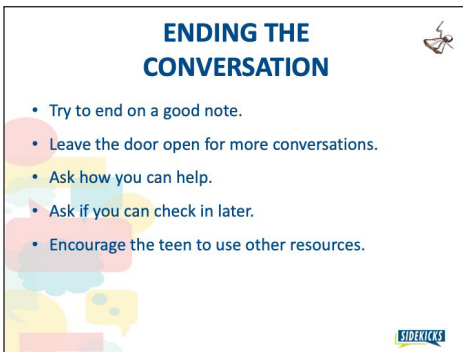 ENDING THE
CONVERSATION
• Try to end on a good note.
• Leave the door open for more conversations.
• Ask how you can help.
• Ask if you can check in later.
• Encourage the teen to use other resources.
SIDEKICKS